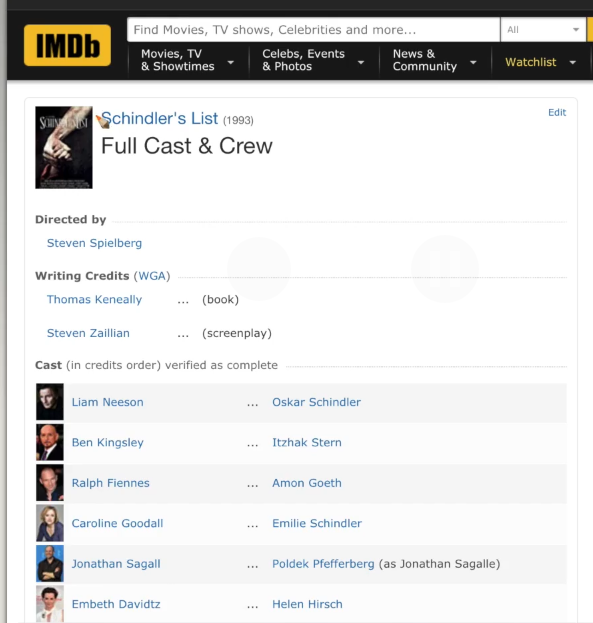 IMDb
Find Movies, TV shows, Celebrities and more...
All
Movies, TV
& Showtimes
Celebs, Events
& Photos
News &
Community
Watchlist
SCHINDLER'S LIST
Schindler's List (1993)
Edit
Full Cast & Crew
Directed by
Steven Spielberg
Writing Credits (WGA)
Thomas Keneally ... (book)
Steven Zaillian ... (screenplay)
Cast (in credits order) verified as complete
Liam Neeson ... Oskar Schindler
Ben Kingsley ... Itzhak Stern
Ralph Fiennes ... Amon Goeth
Caroline Goodall ... Emilie Schindler
Jonathan Sagall ... Poldek Pfefferberg (as Jonathan Sagalle)
Embeth Davidtz ... Helen Hirsch